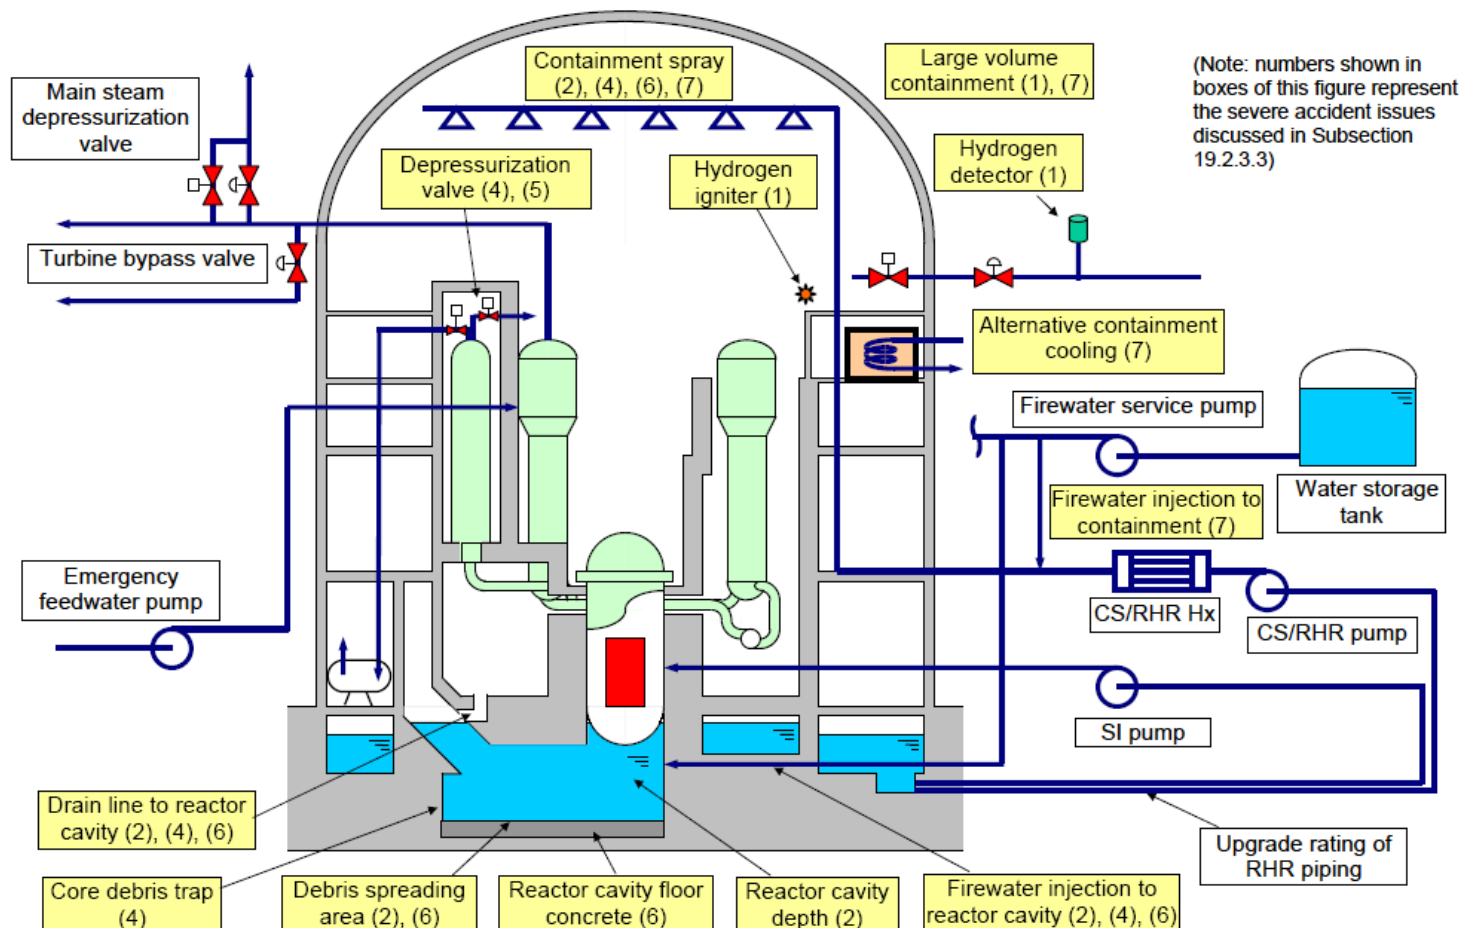 Containment spray
(2), (4), (6), (7)
Large volume
containment (1), (7)
(Note: numbers shown in
boxes of this figure represent
the severe accident issues
discussed in Subsection
19.2.3.3)
Main steam
depressurization
valve
Depressurization
valve (4), (5)
Hydrogen
igniter (1)
Hydrogen
detector (1)
Turbine bypass valve
Alternative containment
cooling (7)
Firewater service pump
Water storage
tank
Firewater injection to
containment (7)
Emergency
feedwater pump
CS/RHR Hx
CS/RHR pump
SI pump
Drain line to reactor
cavity (2), (4), (6)
Upgrade rating of
RHR piping
Core debris trap
(4)
Debris spreading
area (2), (6)
Reactor cavity floor
concrete (6)
Reactor cavity
depth (2)
Firewater injection to
reactor cavity (2), (4), (6)